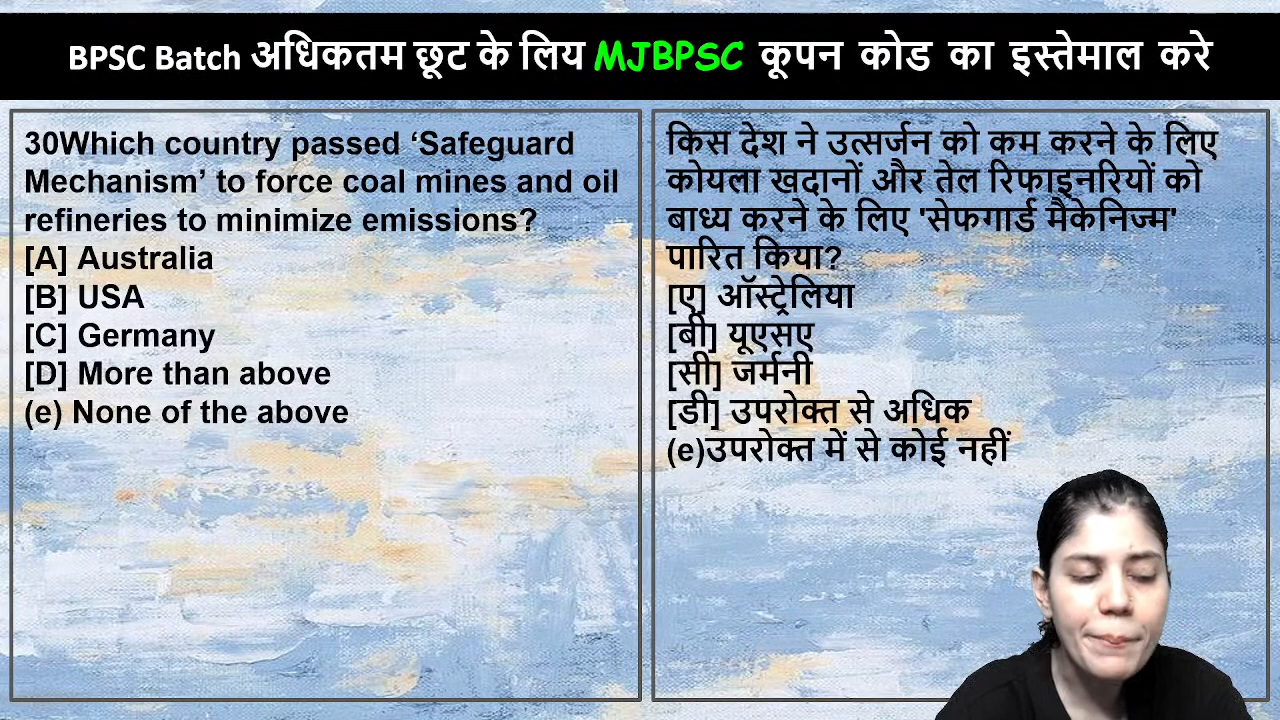 BPSC Batch अधिकतम छूट के लिय MJBPSC कूपन कोड का इस्तेमाल करे
30Which country passed ‘Safeguard
Mechanism’ to force coal mines and oil
refineries to minimize emissions?
[A] Australia
[B] USA
[C] Germany
[D] More than above
(e) None of the above
किस देश ने उत्सर्जन को कम करने के लिए
कोयला खदानों और तेल रिफाइनरियों को
बाध्य करने के लिए 'सेफगार्ड मैकेनिज्म'
पारित किया?
[ए] ऑस्ट्रेलिया
[बी] यूएसए
[सी] जर्मनी
[डी] उपरोक्त से अधिक
(e)उपरोक्त में से कोई नहीं